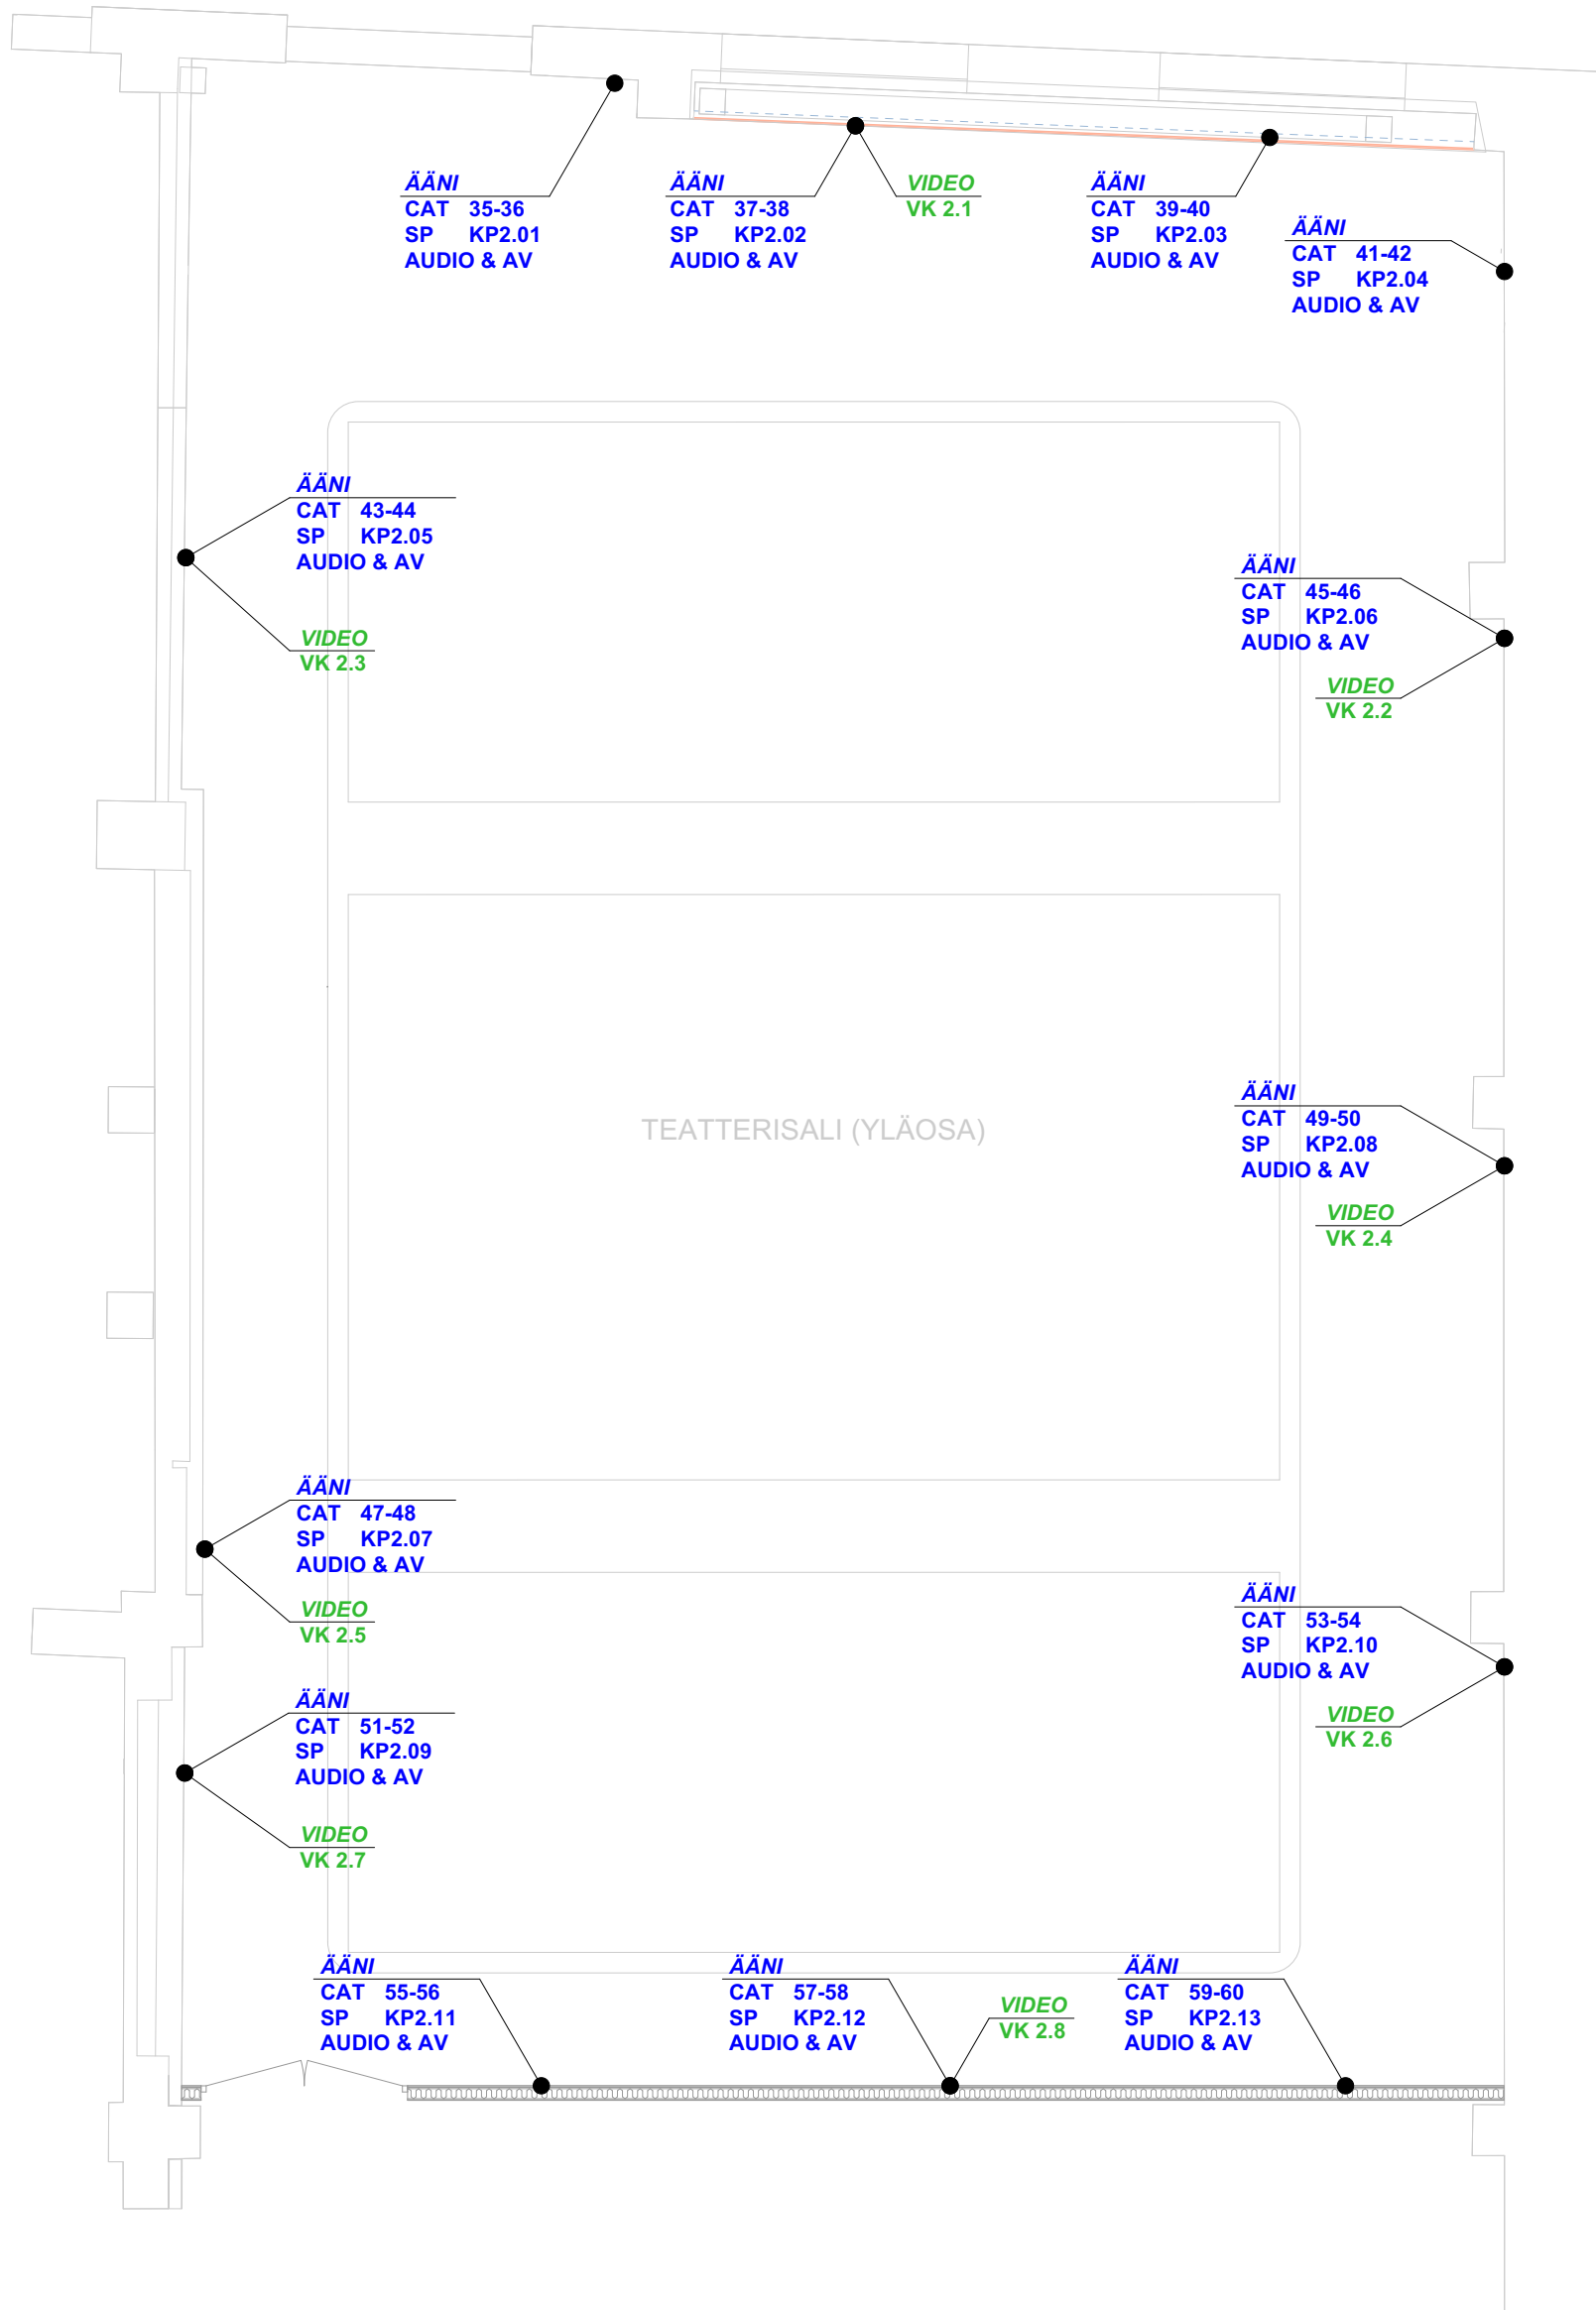 ÄÄNI
CAT 35-36
SP KP2.01
AUDIO & AV
ÄÄNI
CAT 37-38
SP KP2.02
AUDIO & AV
VIDEO
VK 2.1
ÄÄNI
CAT 39-40
SP KP2.03
AUDIO & AV
ÄÄNI
CAT 41-42
SP KP2.04
AUDIO & AV
ÄÄNI
CAT 43-44
SP KP2.05
AUDIO & AV
VIDEO
VK 2.3
ÄÄNI
CAT 45-46
SP KP2.06
AUDIO & AV
VIDEO
VK 2.2
TEATTERISALI (YLÄOSA)
ÄÄNI
CAT 49-50
SP KP2.08
AUDIO & AV
VIDEO
VK 2.4
ÄÄNI
CAT 47-48
SP KP2.07
AUDIO & AV
VIDEO
VK 2.5
ÄÄNI
CAT 53-54
SP KP2.10
AUDIO & AV
VIDEO
VK 2.6
ÄÄNI
CAT 51-52
SP KP2.09
AUDIO & AV
VIDEO
VK 2.7
ÄÄNI
CAT 55-56
SP KP2.11
AUDIO & AV
ÄÄNI
CAT 57-58
SP KP2.12
AUDIO & AV
VIDEO
VK 2.8
ÄÄNI
CAT 59-60
SP KP2.13
AUDIO & AV